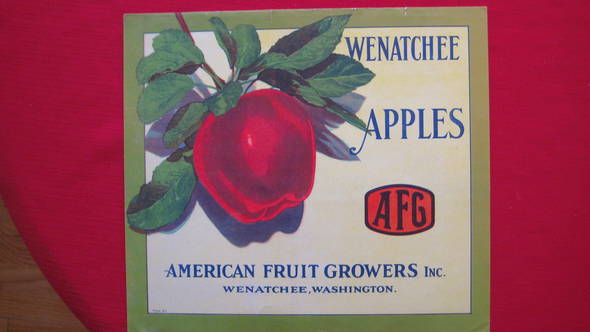 WENATCHEE
APPLES
AFG
AMERICAN FRUIT GROWERS INC.
WENATCHEE, WASHINGTON.